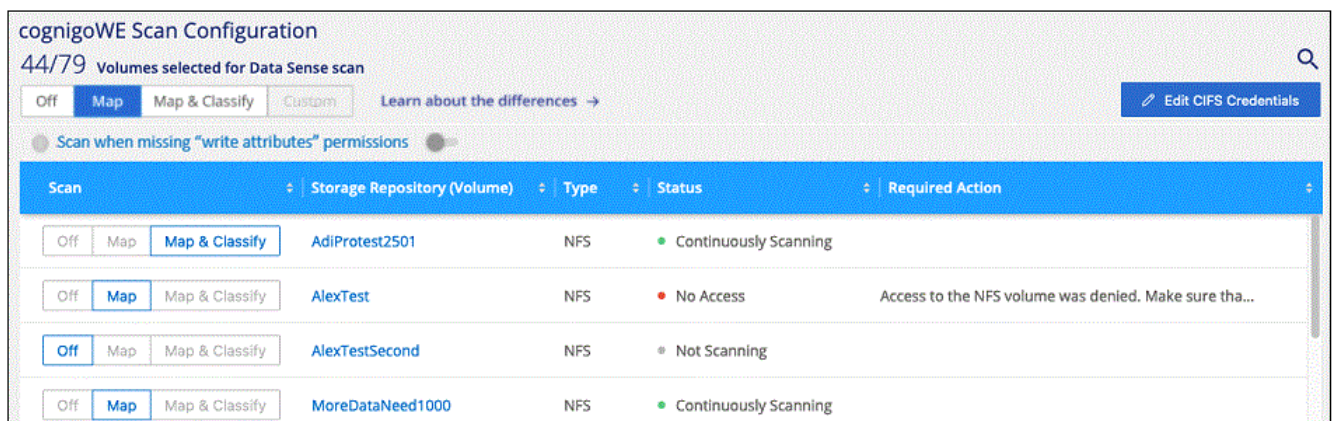 cognigoWE Scan Configuration
44/79 Volumes selected for Data Sense scan
Off Map Map & Classify Custom Learn about the differences →
Edit CIFS Credentials
Scan when missing “write attributes” permissions
Scan Storage Repository (Volume) Type Status Required Action
Off Map Map & Classify AdiProtest2501 NFS Continuously Scanning
Off Map Map & Classify AlexTest NFS No Access Access to the NFS volume was denied. Make sure tha...
Off Map Map & Classify AlexTestSecond NFS Not Scanning
Off Map Map & Classify MoreDataNeed1000 NFS Continuously Scanning